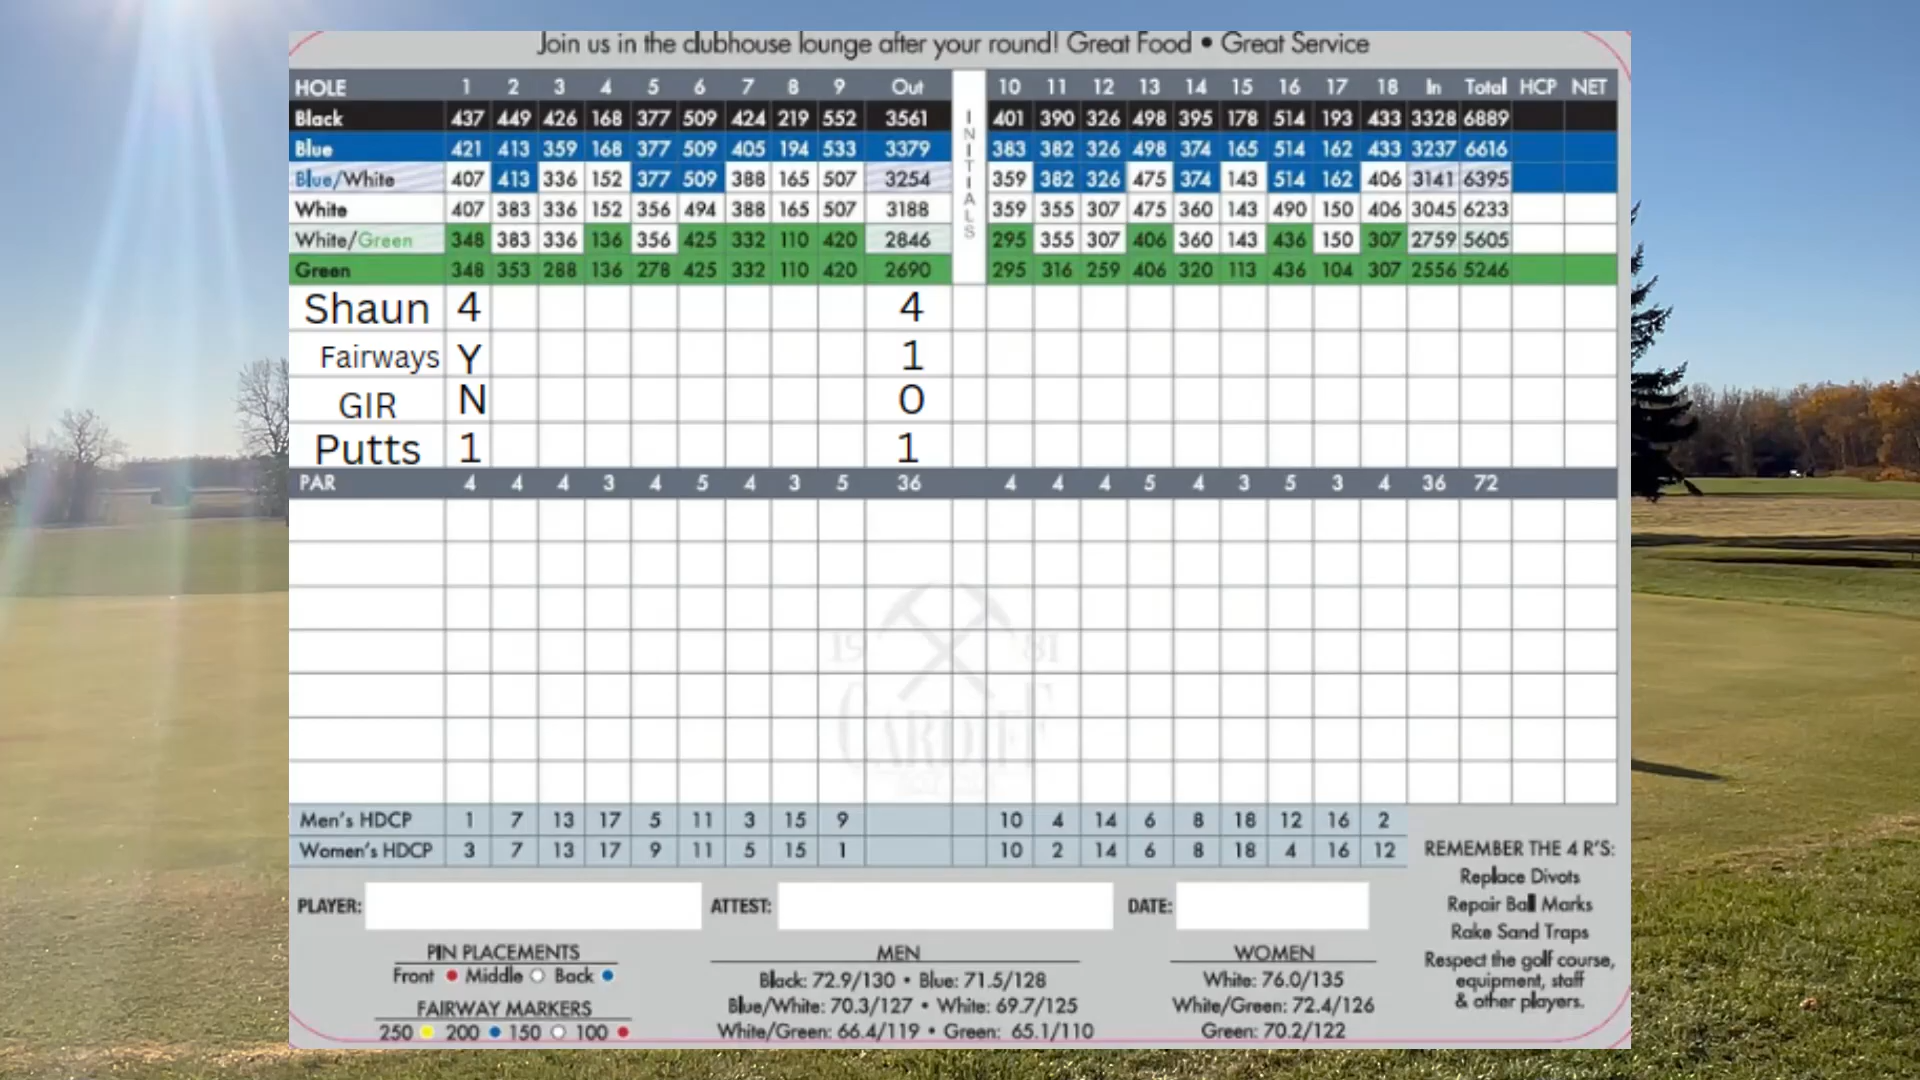 Join us in the clubhouse lounge after your round! Great Food • Great Service
HOLE 1 2 3 4 5 6 7 8 9 Out INITIALS 10 11 12 13 14 15 16 17 18 In Total HCP NET
Black 437 449 426 168 377 509 424 219 552 3561 401 390 326 498 395 178 514 193 433 3328 6889
Blue 421 413 359 168 377 509 405 194 533 3379 383 382 326 498 374 165 514 162 433 3237 6616
Blue/White 407 413 336 152 377 509 388 165 507 3254 359 382 326 475 374 143 514 162 406 3141 6395
White 407 383 336 152 356 494 388 165 507 3188 359 355 307 475 360 143 490 150 406 3045 6233
White/Green 348 383 336 136 356 425 332 110 420 2846 295 355 307 406 360 143 436 150 307 2759 5605
Green 348 353 288 136 278 425 332 110 420 2690 295 316 259 406 320 113 436 104 307 2556 5246
Shaun 4 4
Fairways Y 1
GIR N 0
Putts 1 1
PAR 4 4 4 3 4 5 4 3 5 36 4 4 4 5 4 3 5 3 4 36 72
1981
CARDIFF
Men's HDCP 1 7 13 17 5 11 3 15 9 10 4 14 6 8 18 12 16 2
Women's HDCP 3 7 13 17 9 11 5 15 1 10 2 14 6 8 18 4 16 12
REMEMBER THE 4 R'S:
Replace Divots
Repair Ball Marks
Rake Sand Traps
Respect the golf course,
equipment, staff
& other players.
PLAYER: ATTEST: DATE:
PIN PLACEMENTS
Front Middle Back
FAIRWAY MARKERS
250 200 150 100
MEN
Black: 72.9/130 • Blue: 71.5/128
Blue/White: 70.3/127 • White: 69.7/125
White/Green: 66.4/119 • Green: 65.1/110
WOMEN
White: 76.0/135
White/Green: 72.4/126
Green: 70.2/122